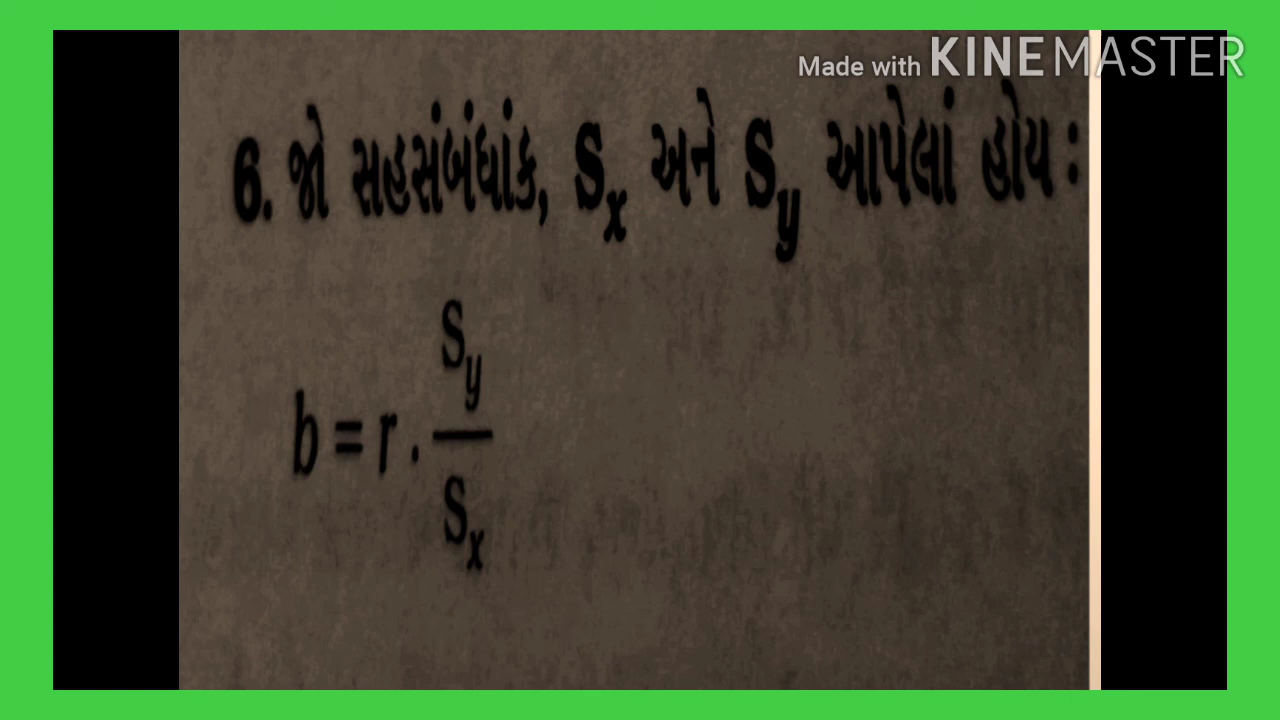 Made with KINEMASTER
6. જો સહસંબંધાંક, Sx અને Sy આપેલાં હોય :
b = r · Sy / Sx